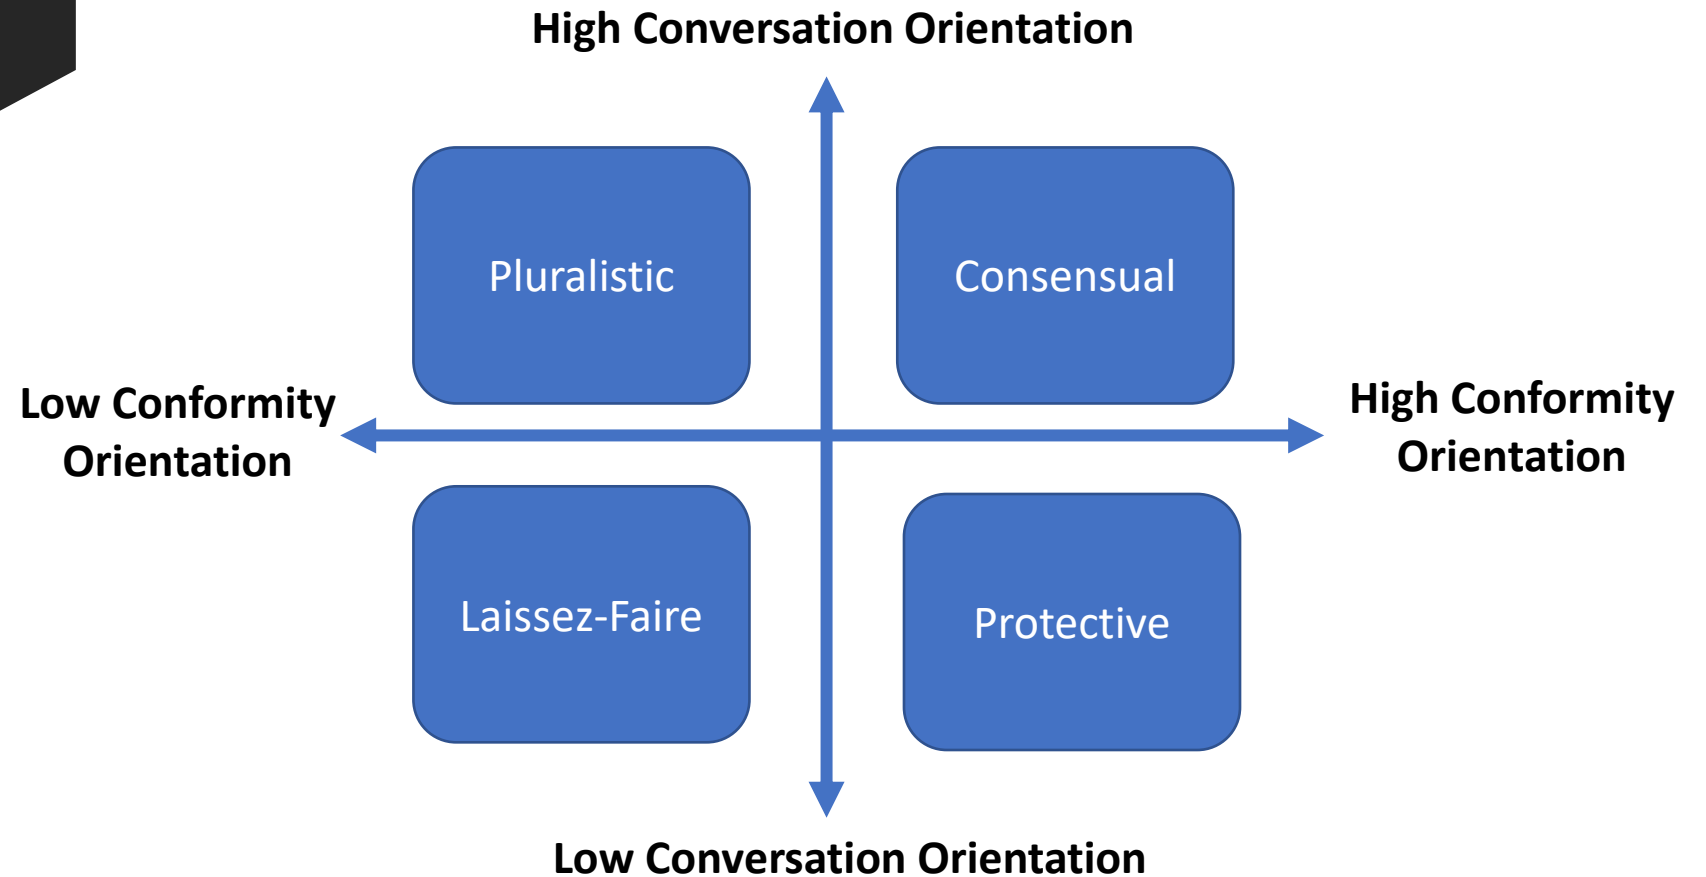 High Conversation Orientation
Pluralistic
Consensual
Low Conformity
Orientation
High Conformity
Orientation
Laissez-Faire
Protective
Low Conversation Orientation